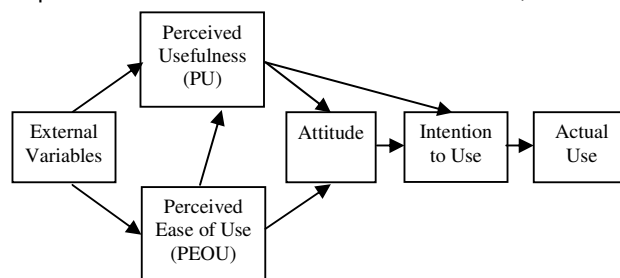 Perceived
Usefulness
(PU)
External
Variables
Attitude
Intention
to Use
Actual
Use
Perceived
Ease of Use
(PEOU)